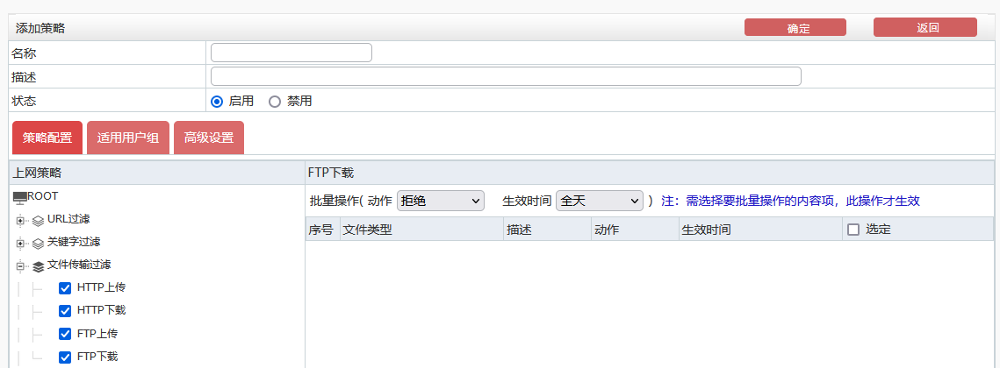 添加策略 确定 返回
名称
描述
状态 启用 禁用
策略配置 适用用户组 高级设置
上网策略 FTP下载
ROOT 批量操作( 动作 拒绝 生效时间 全天 ) 注：需选择要批量操作的内容项，此操作才生效
URL过滤
序号 文件类型 描述 动作 生效时间 选定
关键字过滤
文件传输过滤
HTTP上传
HTTP下载
FTP上传
FTP下载